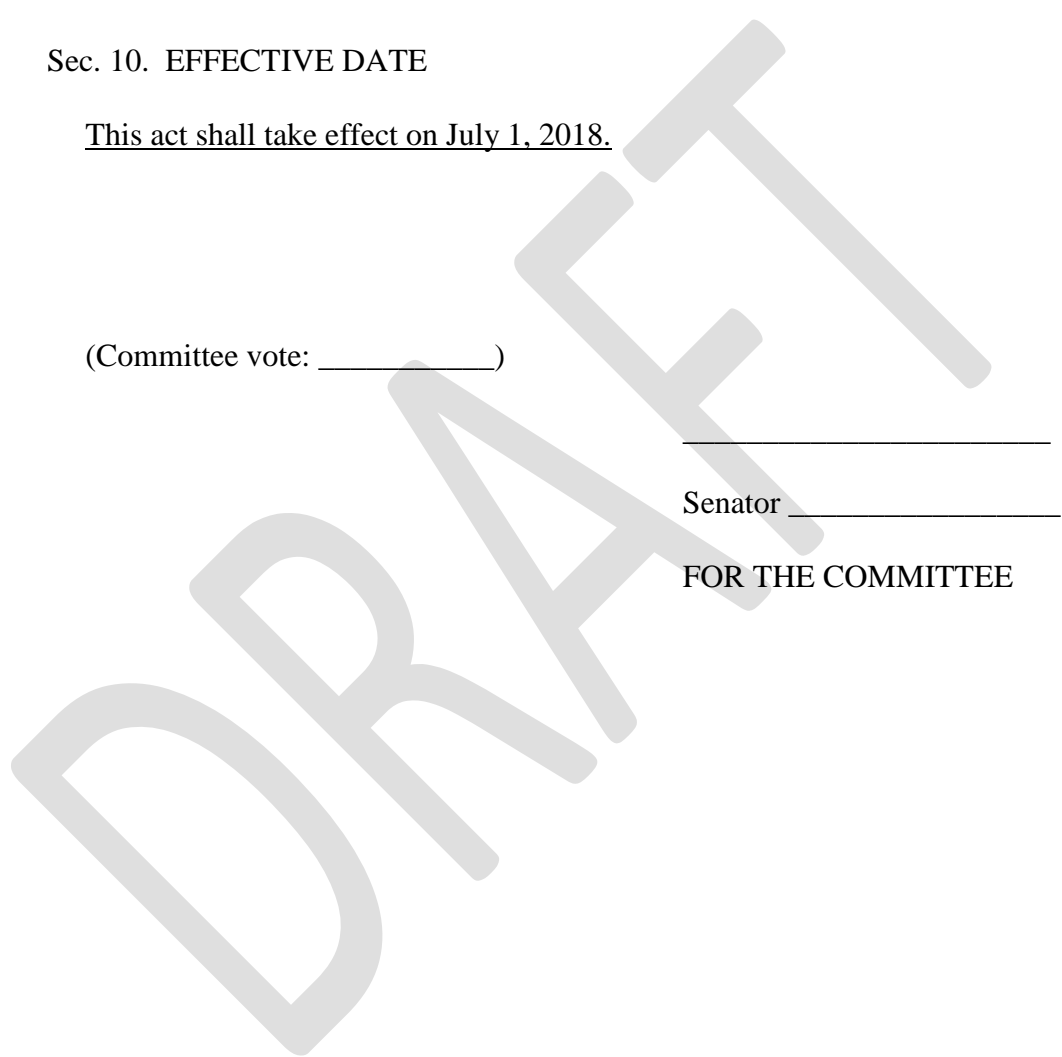 Sec. 10.  EFFECTIVE DATE
This act shall take effect on July 1, 2018.
(Committee vote: ___________)
_______________________
Senator _________________
FOR THE COMMITTEE
DRAFT